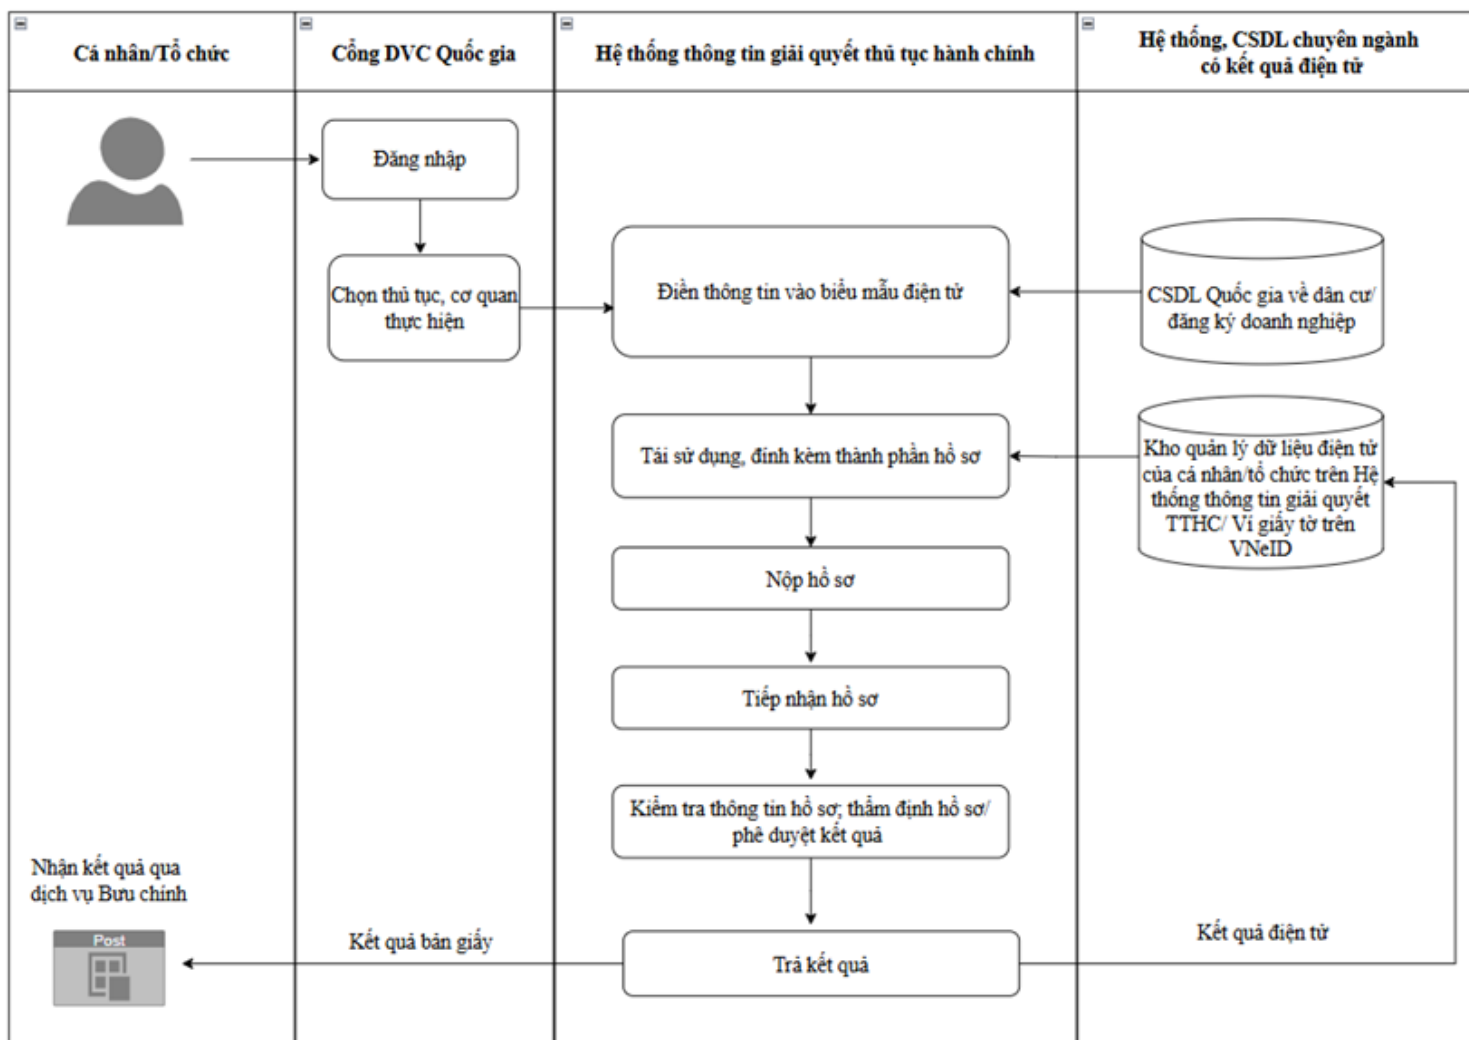 Cá nhân/Tổ chức
Cổng DVC Quốc gia
Hệ thống thông tin giải quyết thủ tục hành chính
Hệ thống, CSDL chuyên ngành
có kết quả điện tử
Đăng nhập
Chọn thủ tục, cơ quan
thực hiện
Điền thông tin vào biểu mẫu điện tử
CSDL Quốc gia về dân cư/
đăng ký doanh nghiệp
Tái sử dụng, đính kèm thành phần hồ sơ
Kho quản lý dữ liệu điện tử
của cá nhân/tổ chức trên Hệ
thống thông tin giải quyết
TTHC/ Ví giấy tờ trên
VNeID
Nộp hồ sơ
Tiếp nhận hồ sơ
Kiểm tra thông tin hồ sơ; thẩm định hồ sơ/
phê duyệt kết quả
Nhận kết quả qua
dịch vụ Bưu chính
Post
Kết quả bản giấy
Trả kết quả
Kết quả điện tử